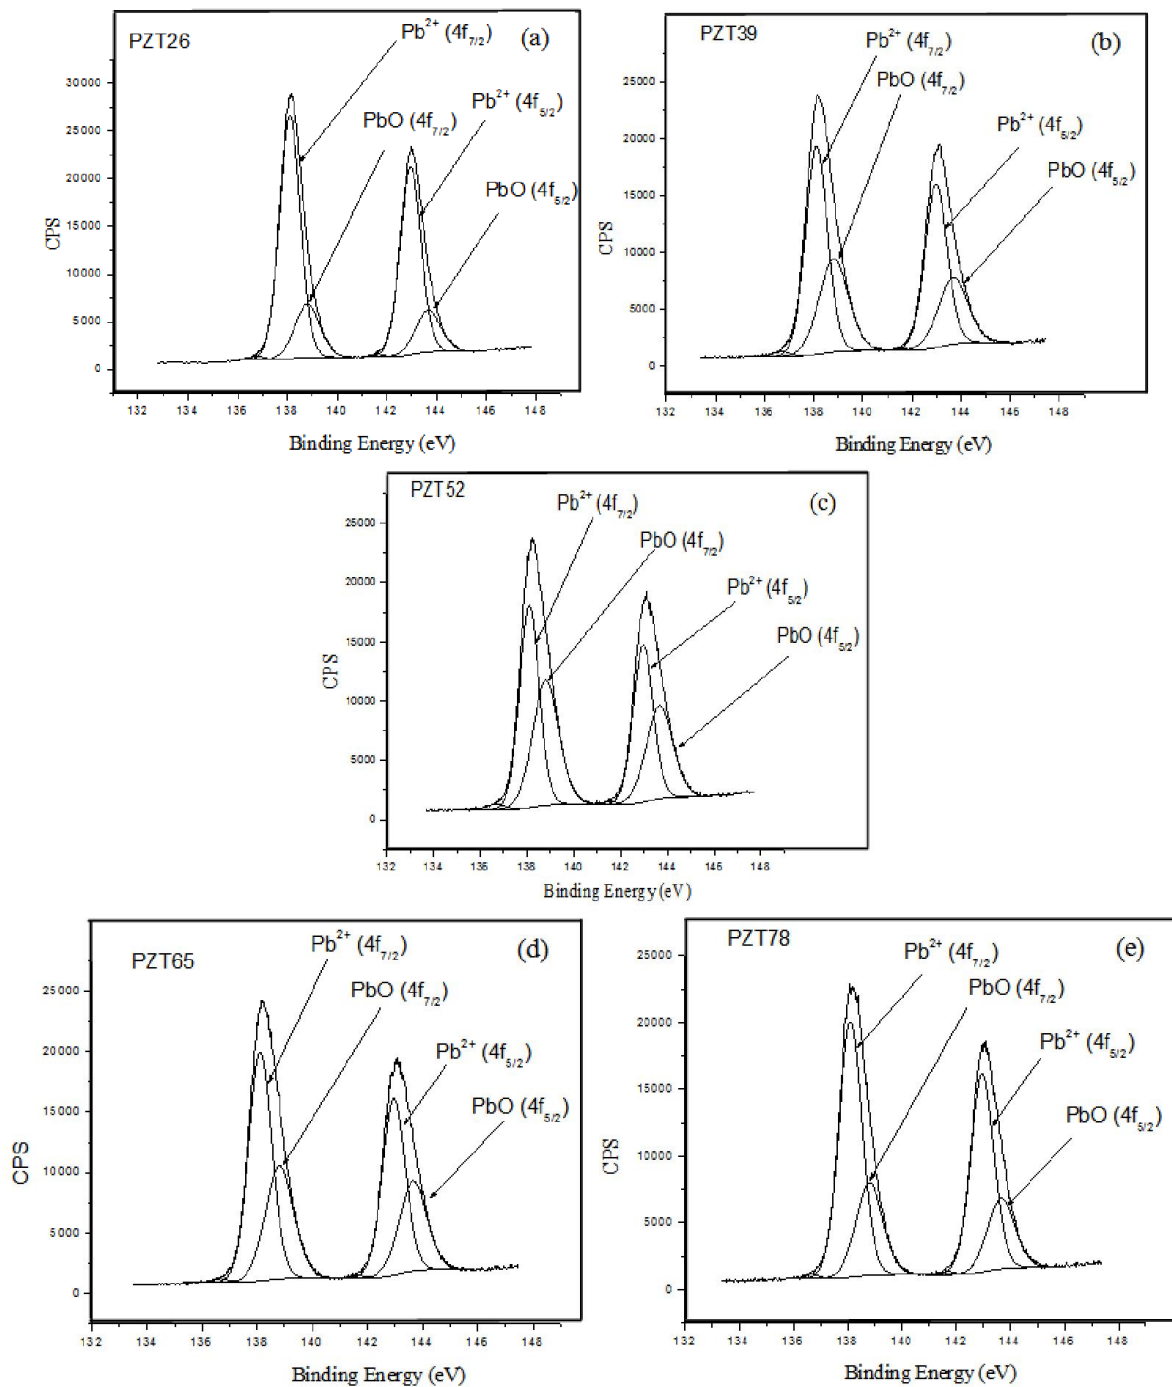 PZT26
Pb²⁺ (4f₇/₂)
(a)
PbO (4f₇/₂)
Pb²⁺ (4f₅/₂)
PbO (4f₅/₂)
30000
25000
20000
15000
10000
5000
0
CPS
132 134 136 138 140 142 144 146 148
Binding Energy (eV)
PZT39
Pb²⁺ (4f₇/₂)
(b)
PbO (4f₇/₂)
Pb²⁺ (4f₅/₂)
PbO (4f₅/₂)
25000
20000
15000
10000
5000
0
CPS
132 134 136 138 140 142 144 146 148
Binding Energy (eV)
PZT52
Pb²⁺ (4f₇/₂)
(c)
PbO (4f₇/₂)
Pb²⁺ (4f₅/₂)
PbO (4f₅/₂)
25000
20000
15000
10000
5000
0
CPS
132 134 136 138 140 142 144 146 148
Binding Energy (eV)
PZT65
Pb²⁺ (4f₇/₂)
(d)
PbO (4f₇/₂)
Pb²⁺ (4f₅/₂)
PbO (4f₅/₂)
25000
20000
15000
10000
5000
0
CPS
132 134 136 138 140 142 144 146 148
Binding Energy (eV)
PZT78
Pb²⁺ (4f₇/₂)
(e)
PbO (4f₇/₂)
Pb²⁺ (4f₅/₂)
PbO (4f₅/₂)
25000
20000
15000
10000
5000
0
CPS
132 134 136 138 140 142 144 146 148
Binding Energy (eV)